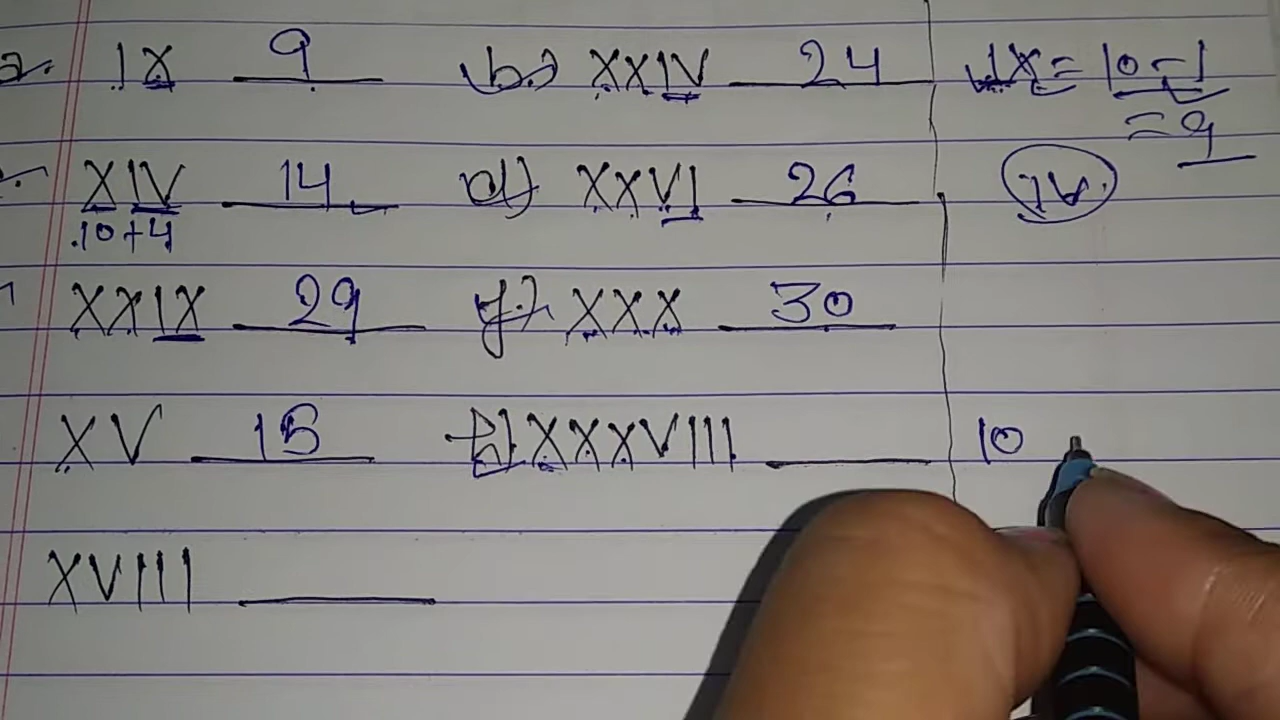 a. IX 9 b.) XXIV 24 IX = 10 - 1
= 9
XIV 14 d) XXVI 26 IV
10+4
XXIX 29 f.) XXX 30
XV 15 h) XXXVIII 10
XVIII